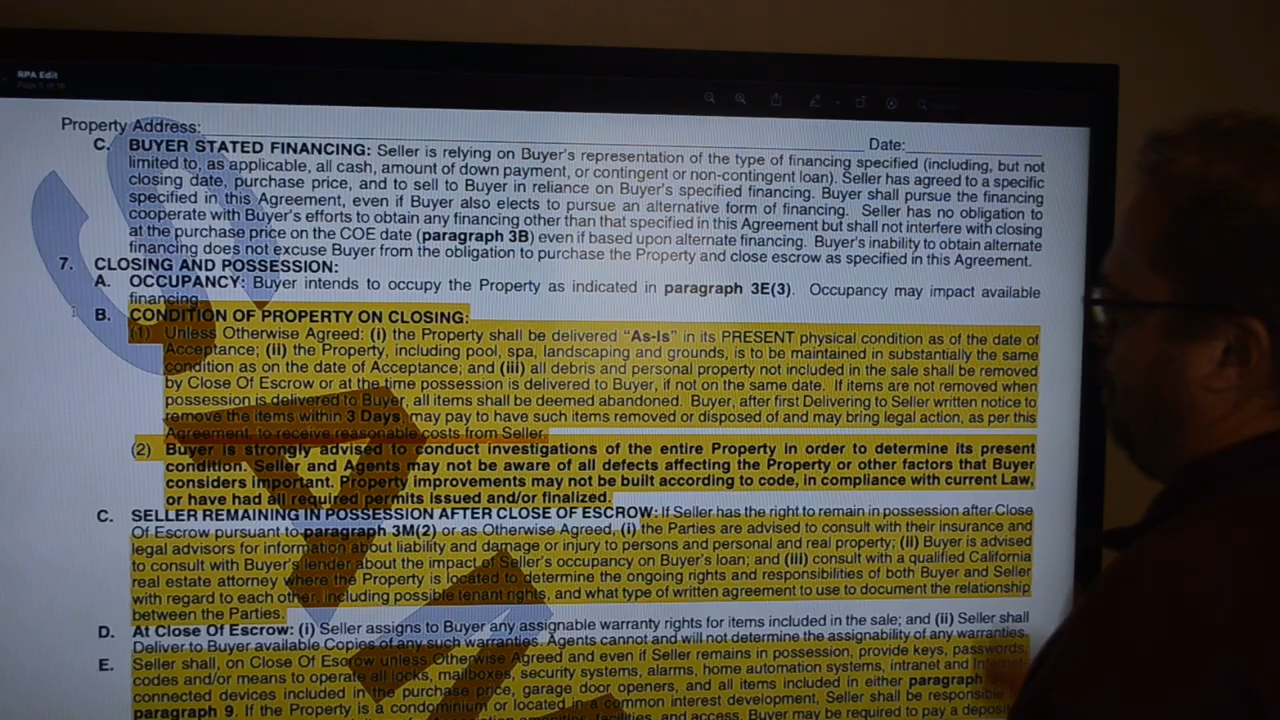 RPA Edit
Property Address:
Date:
C. BUYER STATED FINANCING: Seller is relying on Buyer's representation of the type of financing specified (including, but not
limited to, as applicable, all cash, amount of down payment, or contingent or non-contingent loan). Seller has agreed to a specific
closing date, purchase price, and to sell to Buyer in reliance on Buyer's specified financing. Buyer shall pursue the financing
specified in this Agreement, even if Buyer also elects to pursue an alternative form of financing. Seller has no obligation to
cooperate with Buyer's efforts to obtain any financing other than that specified in this Agreement but shall not interfere with closing
at the purchase price on the COE date (paragraph 3B) even if based upon alternate financing. Buyer's inability to obtain alternate
financing does not excuse Buyer from the obligation to purchase the Property and close escrow as specified in this Agreement.
7. CLOSING AND POSSESSION:
A. OCCUPANCY: Buyer intends to occupy the Property as indicated in paragraph 3E(3). Occupancy may impact available
financing.
B. CONDITION OF PROPERTY ON CLOSING:
(1) Unless Otherwise Agreed: (i) the Property shall be delivered "As-Is" in its PRESENT physical condition as of the date of
Acceptance; (ii) the Property, including pool, spa, landscaping and grounds, is to be maintained in substantially the same
condition as on the date of Acceptance; and (iii) all debris and personal property not included in the sale shall be removed
by Close Of Escrow or at the time possession is delivered to Buyer, if not on the same date. If items are not removed when
possession is delivered to Buyer, all items shall be deemed abandoned. Buyer, after first Delivering to Seller written notice to
remove the items within 3 Days may pay to have such items removed or disposed of and may bring legal action, as per this
Agreement, to receive reasonable costs from Seller.
(2) Buyer is strongly advised to conduct investigations of the entire Property in order to determine its present
condition. Seller and Agents may not be aware of all defects affecting the Property or other factors that Buyer
considers important. Property improvements may not be built according to code, in compliance with current Law,
or have had all required permits issued and/or finalized.
C. SELLER REMAINING IN POSSESSION AFTER CLOSE OF ESCROW: If Seller has the right to remain in possession after Close
Of Escrow pursuant to paragraph 3M(2) or as Otherwise Agreed, (i) the Parties are advised to consult with their insurance and
legal advisors for information about liability and damage or injury to persons and personal and real property; (ii) Buyer is advised
to consult with Buyer's lender about the impact of Seller's occupancy on Buyer's loan; and (iii) consult with a qualified California
real estate attorney where the Property is located to determine the ongoing rights and responsibilities of both Buyer and Seller
with regard to each other, including possible tenant rights, and what type of written agreement to use to document the relationship
between the Parties.
D. At Close Of Escrow: (i) Seller assigns to Buyer any assignable warranty rights for items included in the sale; and (ii) Seller shall
Deliver to Buyer available Copies of any such warranties. Agents cannot and will not determine the assignability of any warranties.
E. Seller shall, on Close Of Escrow unless Otherwise Agreed and even if Seller remains in possession, provide keys, passwords,
codes and/or means to operate all locks, mailboxes, security systems, alarms, home automation systems, intranet and Internet-
connected devices included in the purchase price, garage door openers, and all items included in either paragraph
paragraph 9. If the Property is a condominium or located in a common interest development, Seller shall be responsible
facilities, and access. Buyer may be required to pay a deposit